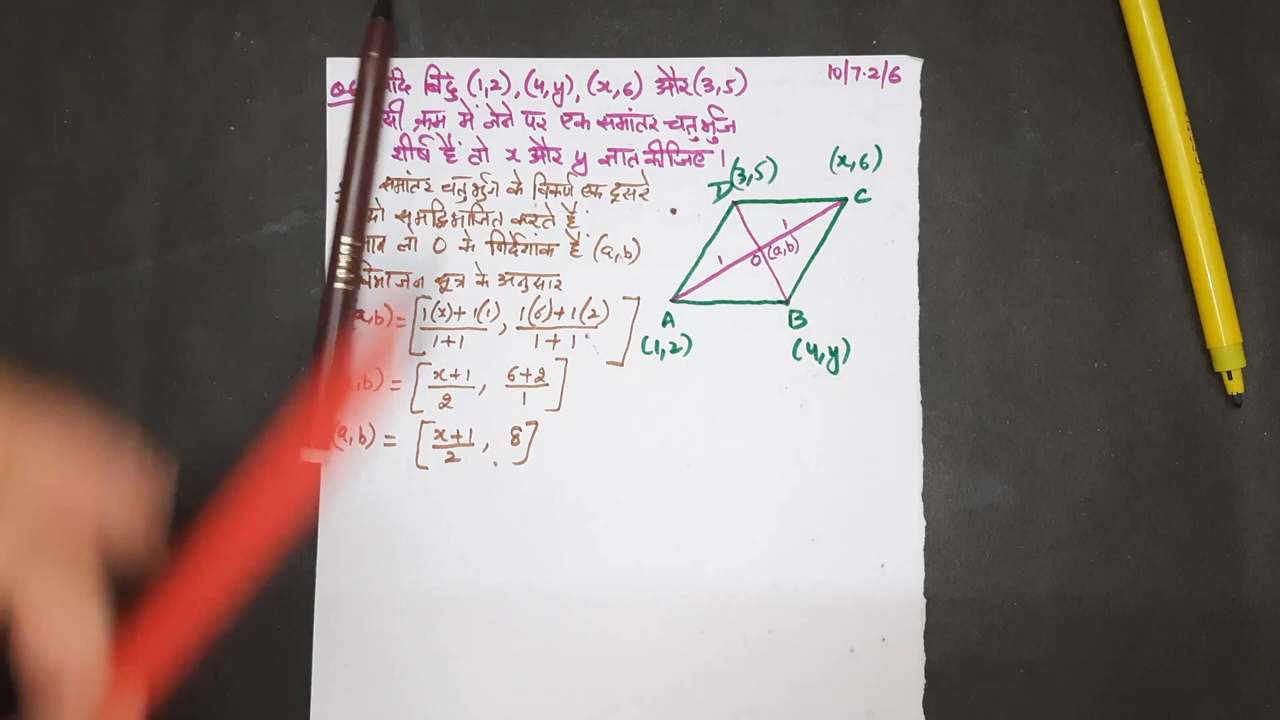 बिंदु (1,2), (4,y), (x,6) और (3,5)
10/7.2/6
क्रम में लेने पर एक समांतर चतुर्भुज
शीर्ष हैं तो x और y ज्ञात कीजिए।
समांतर चतुर्भुज के विकर्ण एक दूसरे
समद्विभाजित करते हैं
O के निर्देशांक हैं (a,b)
सूत्र के अनुसार
a,b) = [1(x)+1(1)/1+1, 1(6)+1(2)/1+1]
,b) = [x+1/2, 6+2/1]
(a,b) = [x+1/2, 8]
D (3,5)
(x,6)
C
1
O (a,b)
1
A
B
(1,2)
(4,y)